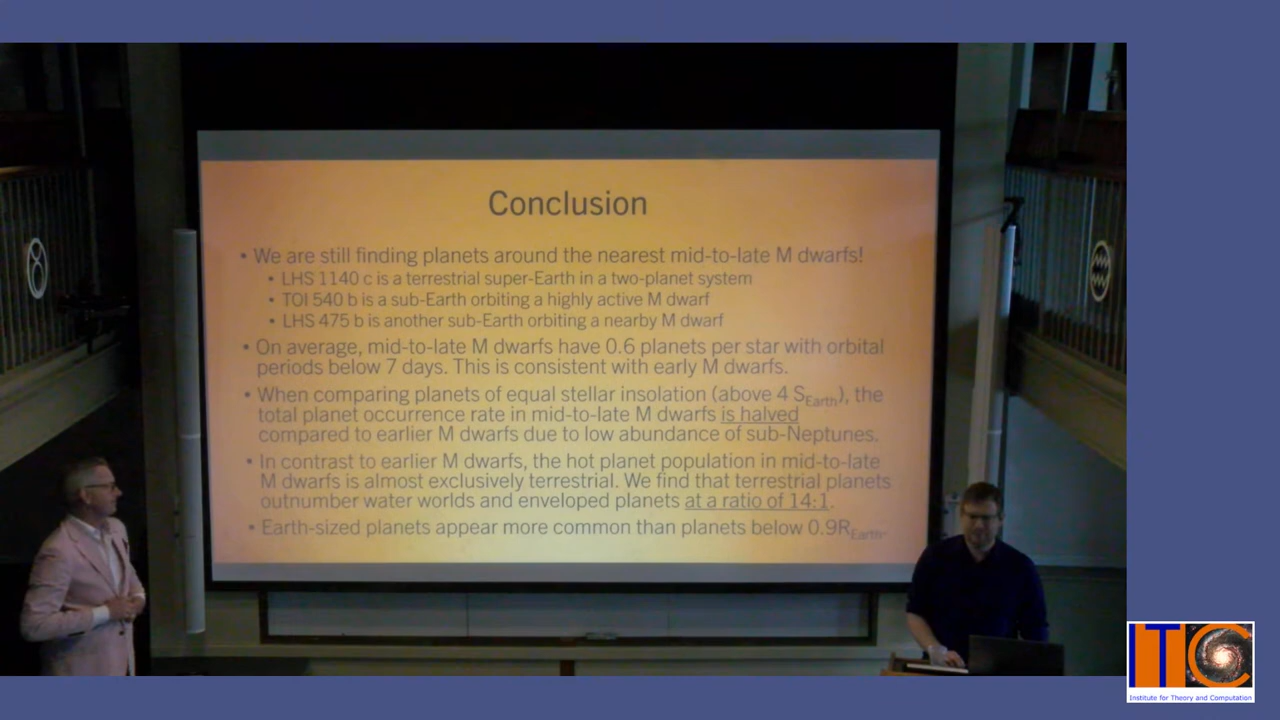 Conclusion
• We are still finding planets around the nearest mid-to-late M dwarfs!
• LHS 1140 c is a terrestrial super-Earth in a two-planet system
• TOI 540 b is a sub-Earth orbiting a highly active M dwarf
• LHS 475 b is another sub-Earth orbiting a nearby M dwarf
• On average, mid-to-late M dwarfs have 0.6 planets per star with orbital
periods below 7 days. This is consistent with early M dwarfs.
• When comparing planets of equal stellar insolation (above 4 SEarth), the
total planet occurrence rate in mid-to-late M dwarfs is halved
compared to earlier M dwarfs due to low abundance of sub-Neptunes.
• In contrast to earlier M dwarfs, the hot planet population in mid-to-late
M dwarfs is almost exclusively terrestrial. We find that terrestrial planets
outnumber water worlds and enveloped planets at a ratio of 14:1.
• Earth-sized planets appear more common than planets below 0.9REarth.
ITC
Institute for Theory and Computation